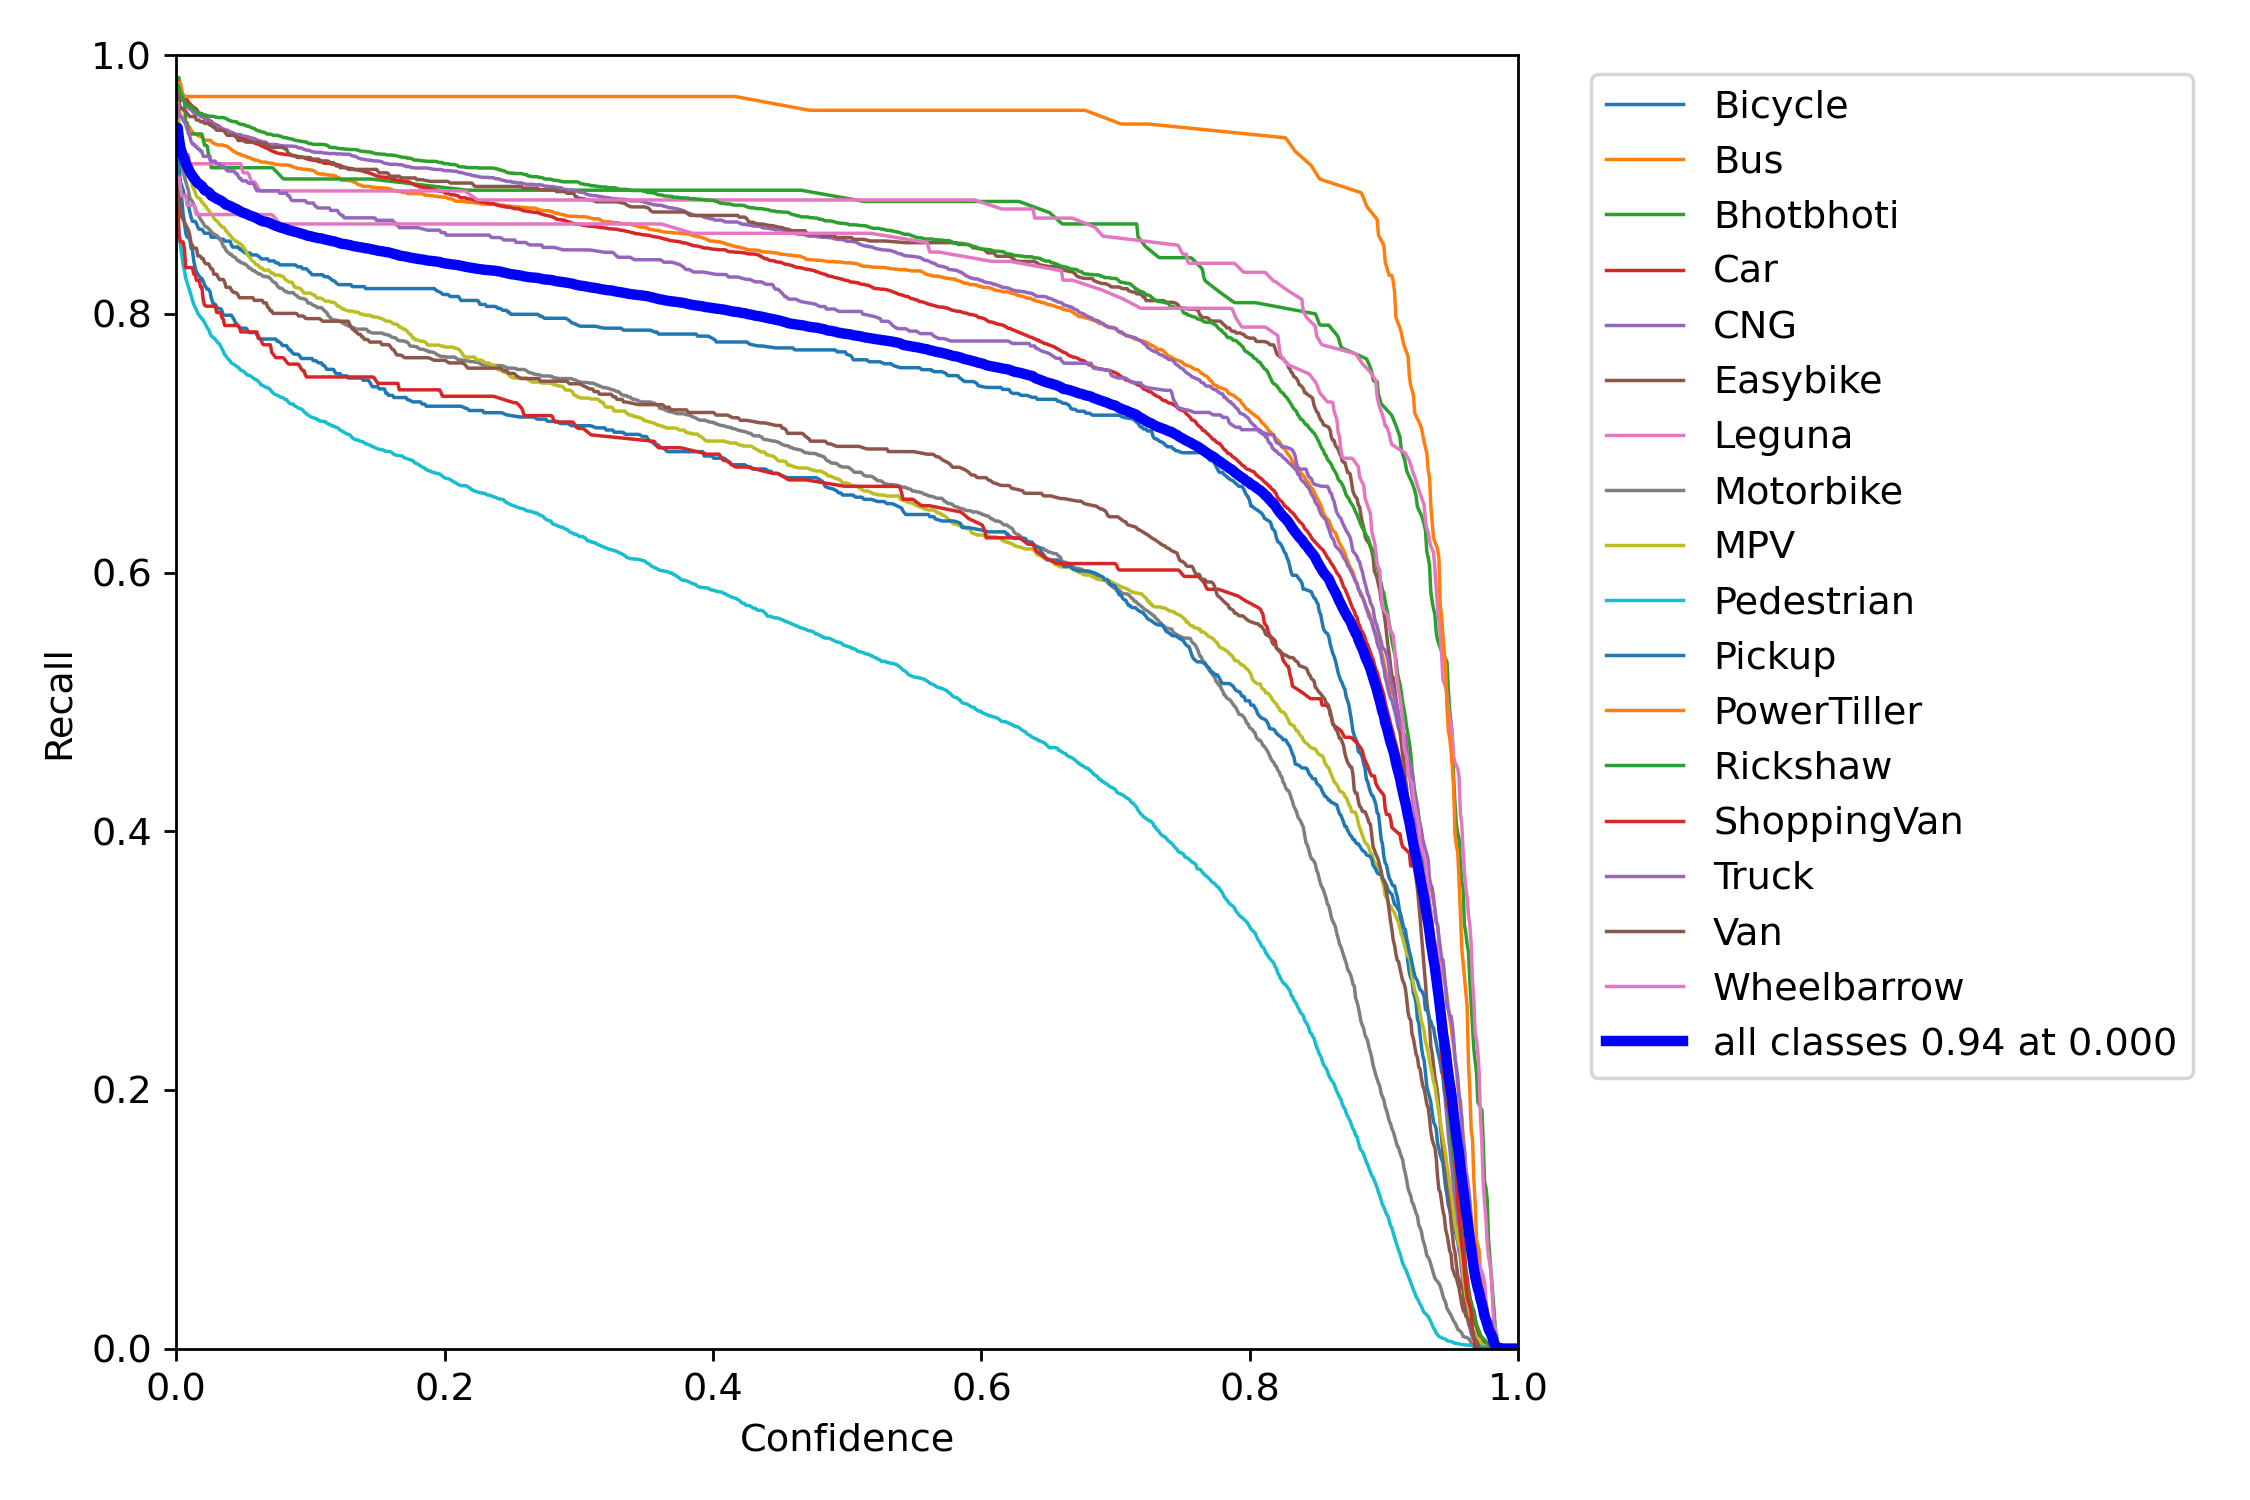 1.0
0.8
0.6
0.4
0.2
0.0
Recall
0.0 0.2 0.4 0.6 0.8 1.0
Confidence
Bicycle
Bus
Bhotbhoti
Car
CNG
Easybike
Leguna
Motorbike
MPV
Pedestrian
Pickup
PowerTiller
Rickshaw
ShoppingVan
Truck
Van
Wheelbarrow
all classes 0.94 at 0.000